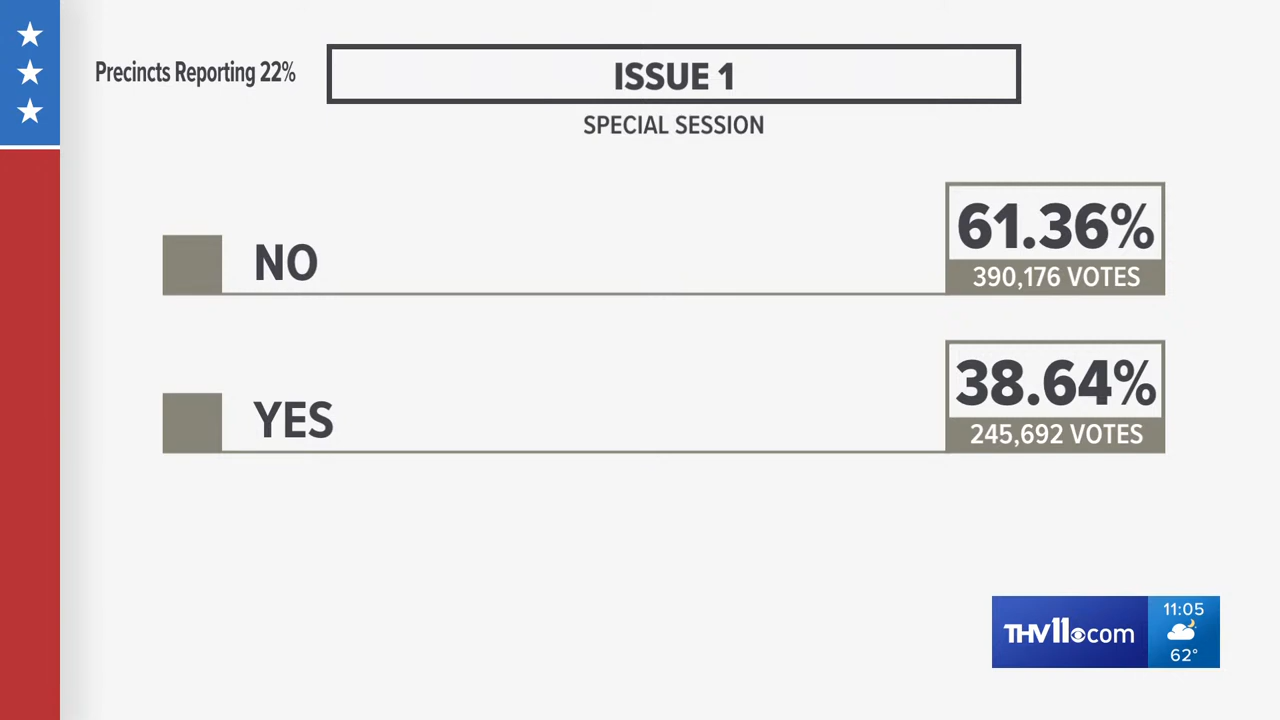 Precincts Reporting 22%
ISSUE 1
SPECIAL SESSION
NO
61.36%
390,176 VOTES
YES
38.64%
245,692 VOTES
THV11.com
11:05
62°